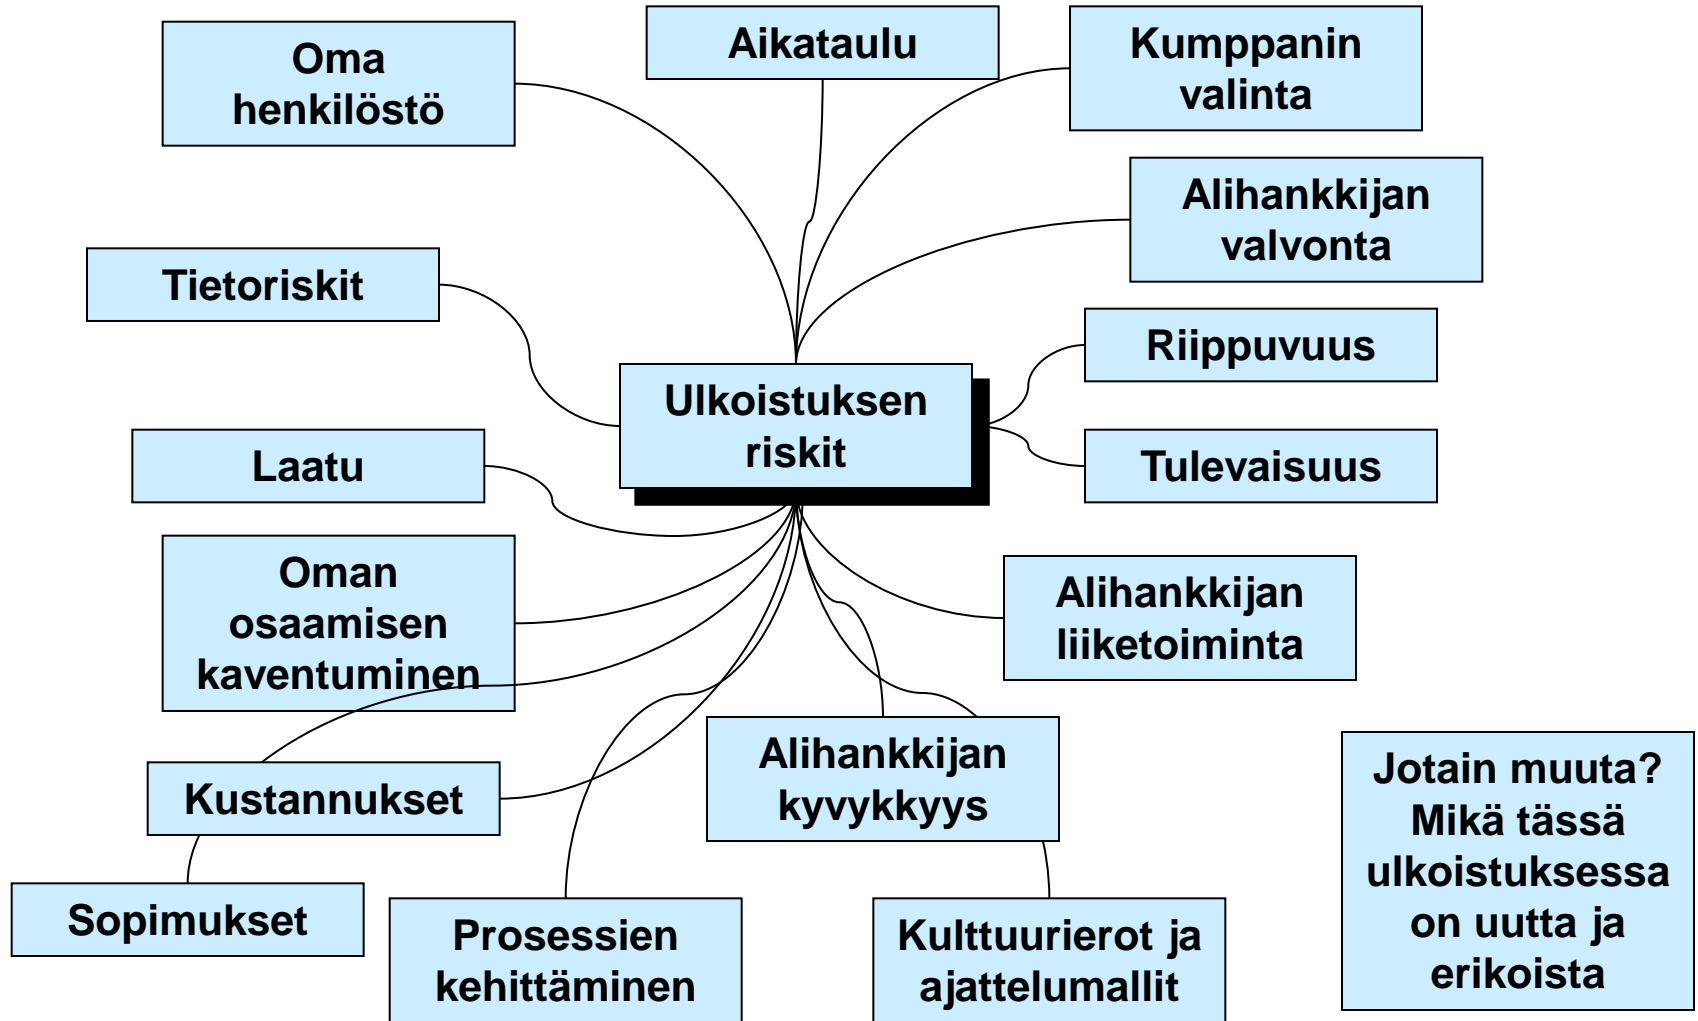 Oma
henkilöstö
Aikataulu
Kumppanin
valinta
Alihankkijan
valvonta
Tietoriskit
Riippuvuus
Ulkoistuksen
riskit
Laatu
Tulevaisuus
Oman
osaamisen
kaventuminen
Alihankkijan
liiketoiminta
Kustannukset
Alihankkijan
kyvykkyys
Jotain muuta?
Mikä tässä
ulkoistuksessa
on uutta ja
erikoista
Sopimukset
Prosessien
kehittäminen
Kulttuurierot ja
ajattelumallit